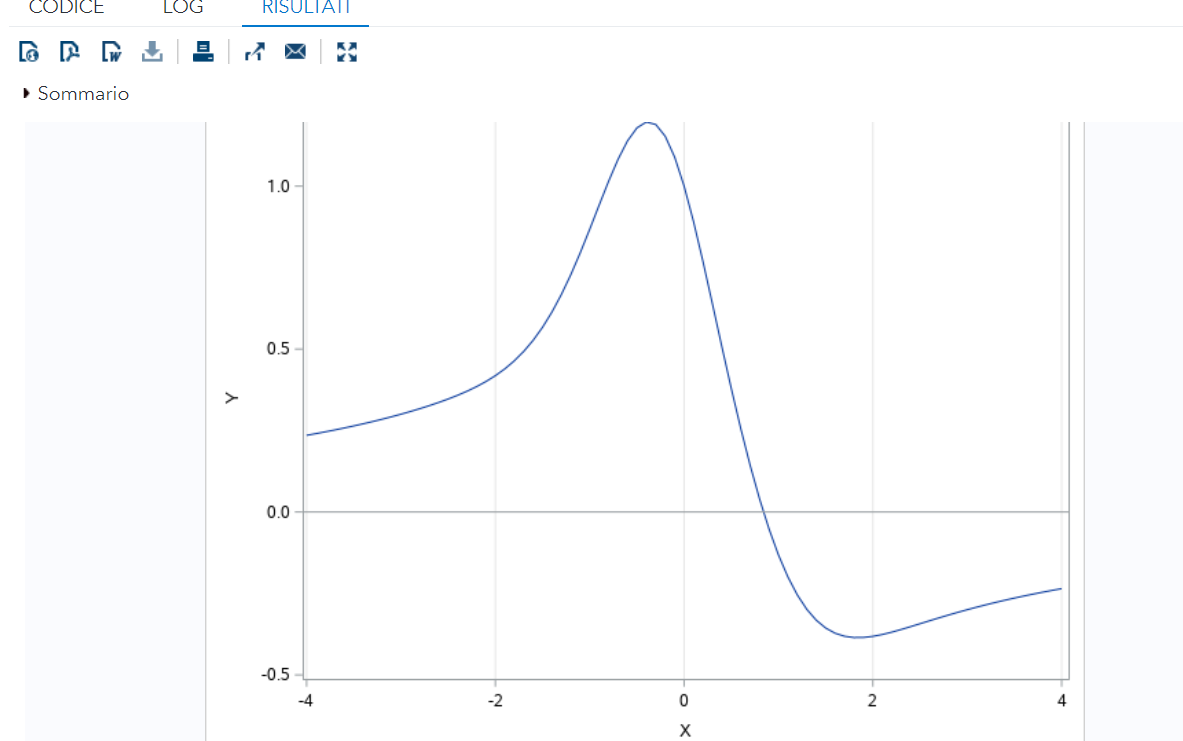 CODICE LOG RISULTATI
Sommario
1.0
0.5
Y
0.0
-0.5
-4 -2 0 2 4
X